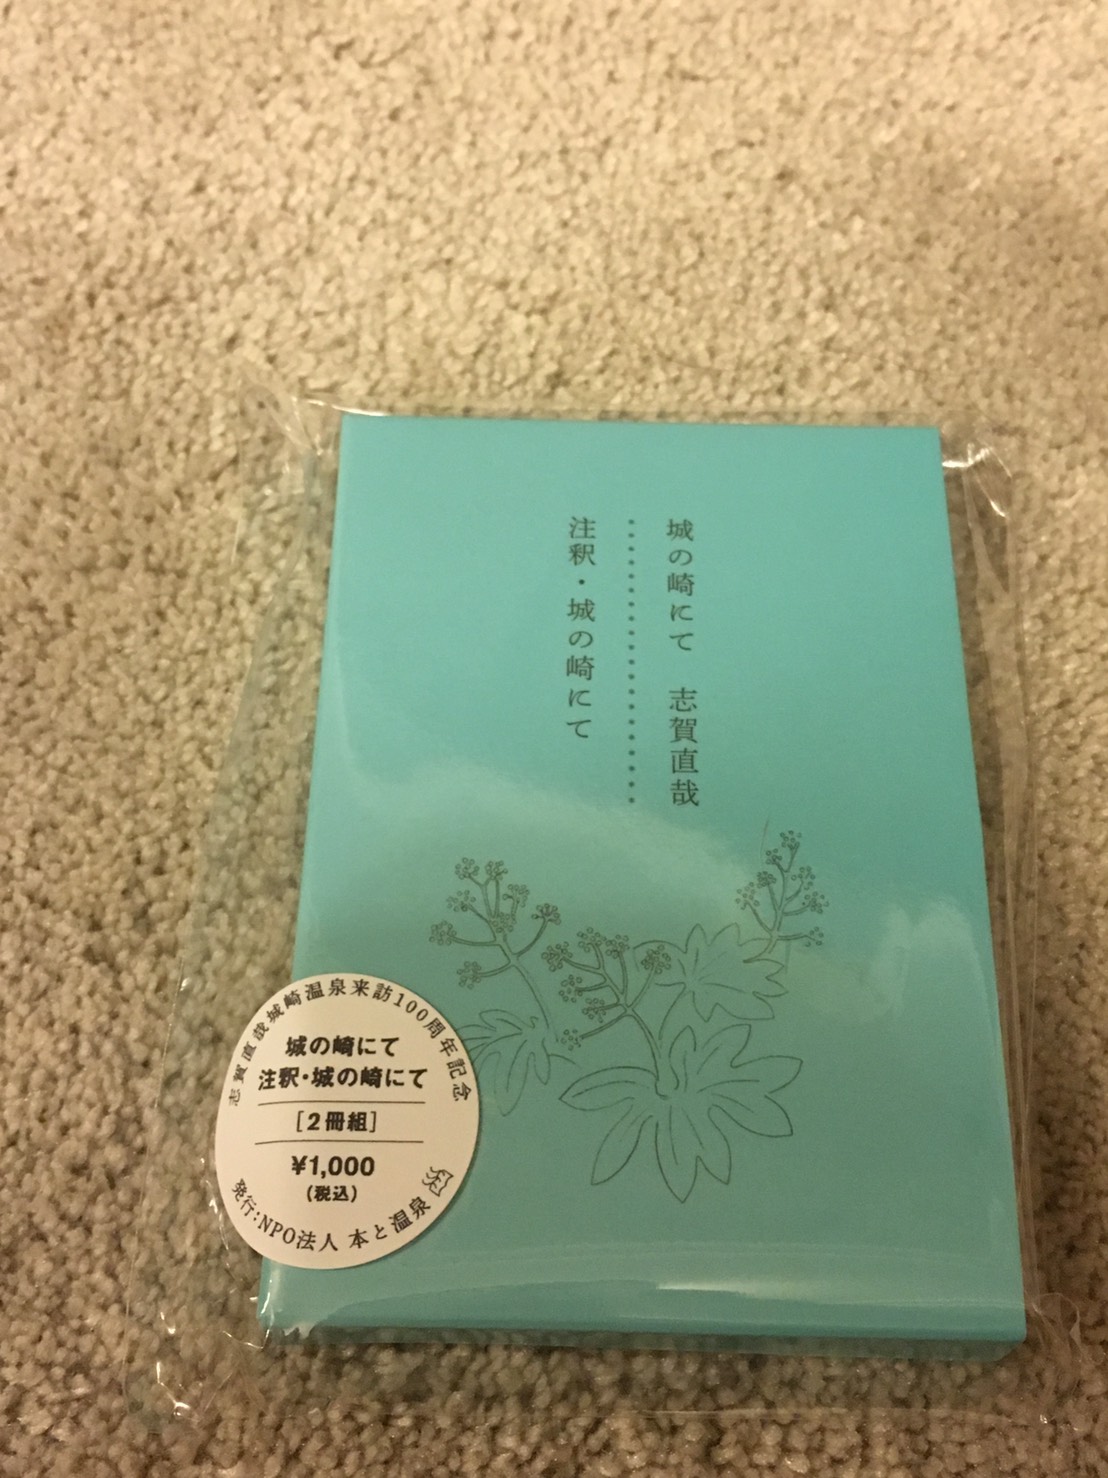 城の崎にて 志賀直哉
注釈・城の崎にて
志賀直哉城崎温泉来訪100周年記念
城の崎にて
注釈・城の崎にて
[2冊組]
¥1,000
(税込)
発行:NPO法人 本と温泉